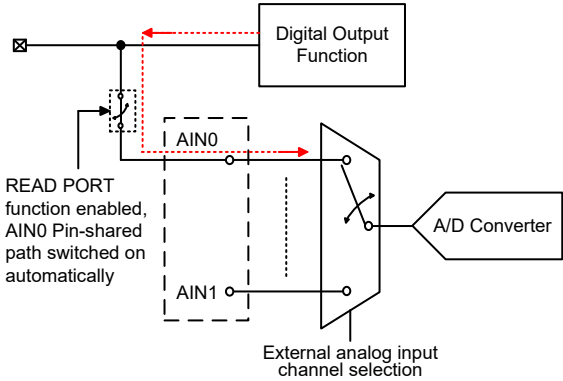 Digital Output
Function
AIN0
READ PORT
function enabled,
AIN0 Pin-shared
path switched on
automatically
A/D Converter
AIN1
External analog input
channel selection